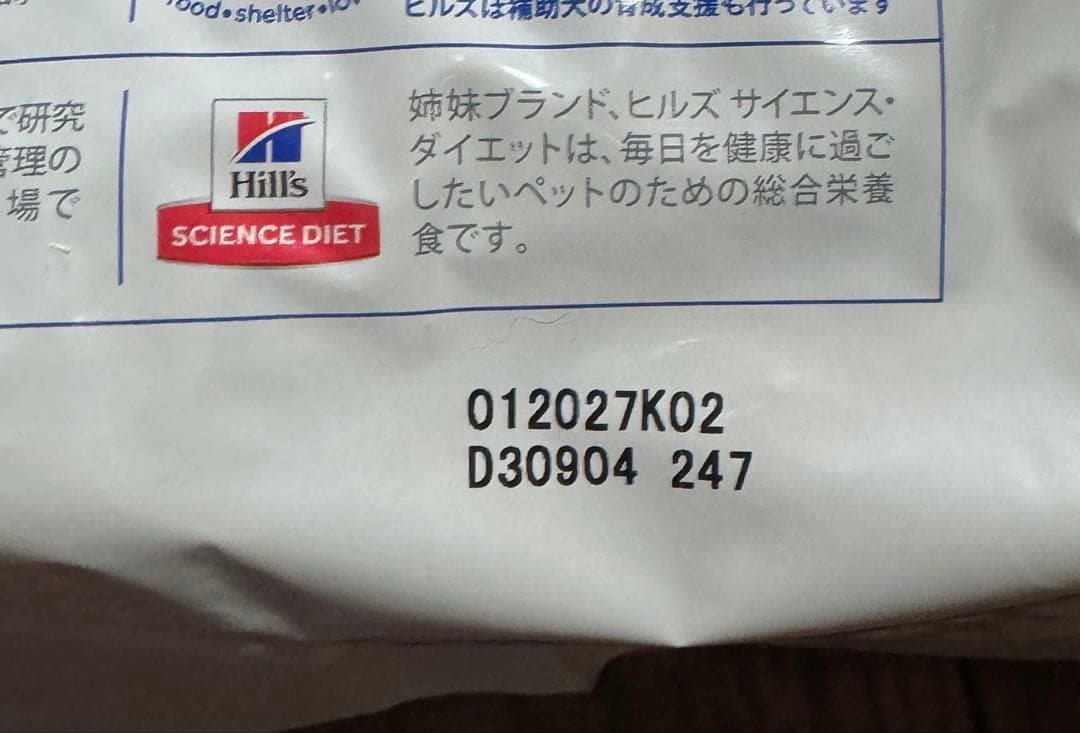 food•shelter•lo
ヒルズは補助犬の育成支援も行っています
で研究
管理の
場で
Hill's
SCIENCE DIET
姉妹ブランド、ヒルズ サイエンス・
ダイエットは、毎日を健康に過ご
したいペットのための総合栄養
食です。
012027K02
D30904 247